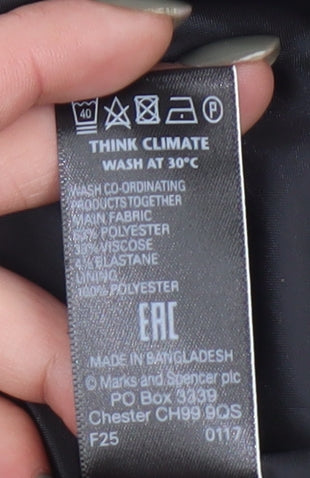 40 P
THINK CLIMATE
WASH AT 30°C
WASH CO-ORDINATING
PRODUCTS TOGETHER
MAIN FABRIC
POLYESTER
VISCOSE
4% ELASTANE
LINING
100% POLYESTER
EAC
MADE IN BANGLADESH
© Marks and Spencer plc
PO Box 3339
Chester CH99 9QS
F25 0117